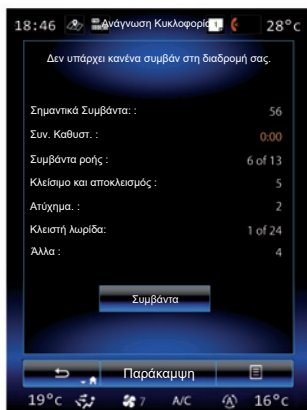 18:46 Ανάγνωση Κυκλοφορίας 1 28°c
Δεν υπάρχει κανένα συμβάν στη διαδρομή σας.
Σημαντικά Συμβάντα: : 56
Συν. Καθυστ. : 0:00
Συμβάντα ροής : 6 of 13
Κλείσιμο και αποκλεισμός : 5
Ατύχημα. : 2
Κλειστή λωρίδα: 1 of 24
Άλλα : 4
Συμβάντα
Παράκαμψη
19°c 7 A/C A 16°c